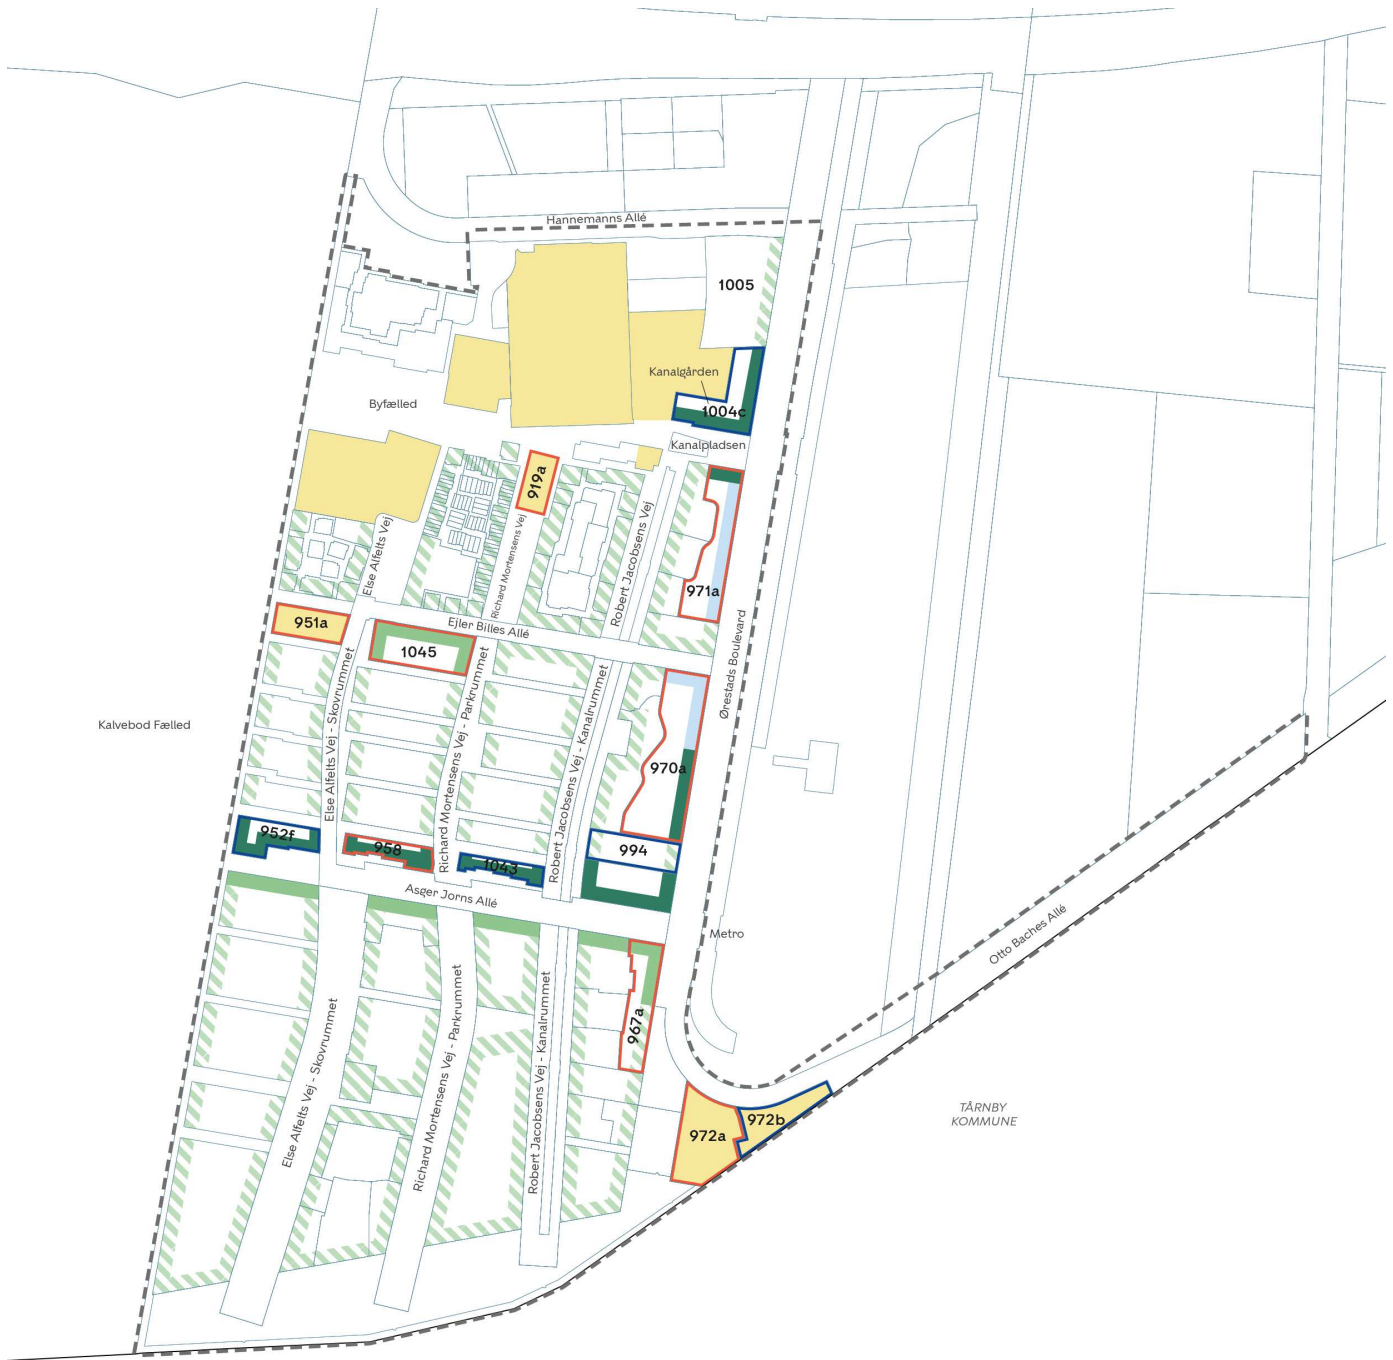 Hannemanns Allé
1005
Kanalgården
1004c
Byfælled
Kanalpladsen
919a
Else Alfelts Vej
Richard Mortensens Vej
Robert Jacobsens Vej
971a
951a
Ejler Billes Allé
1045
Ørestads Boulevard
Kalvebod Fælled
Else Alfelts Vej - Skovrummet
Richard Mortensens Vej - Parkrummet
Robert Jacobsens Vej - Kanalrummet
970a
952f
958
1043
994
Asger Jorns Allé
Metro
Otto Baches Allé
967a
Else Alfelts Vej - Skovrummet
Richard Mortensens Vej - Parkrummet
Robert Jacobsens Vej - Kanalrummet
972a
972b
TÅRNBY
KOMMUNE